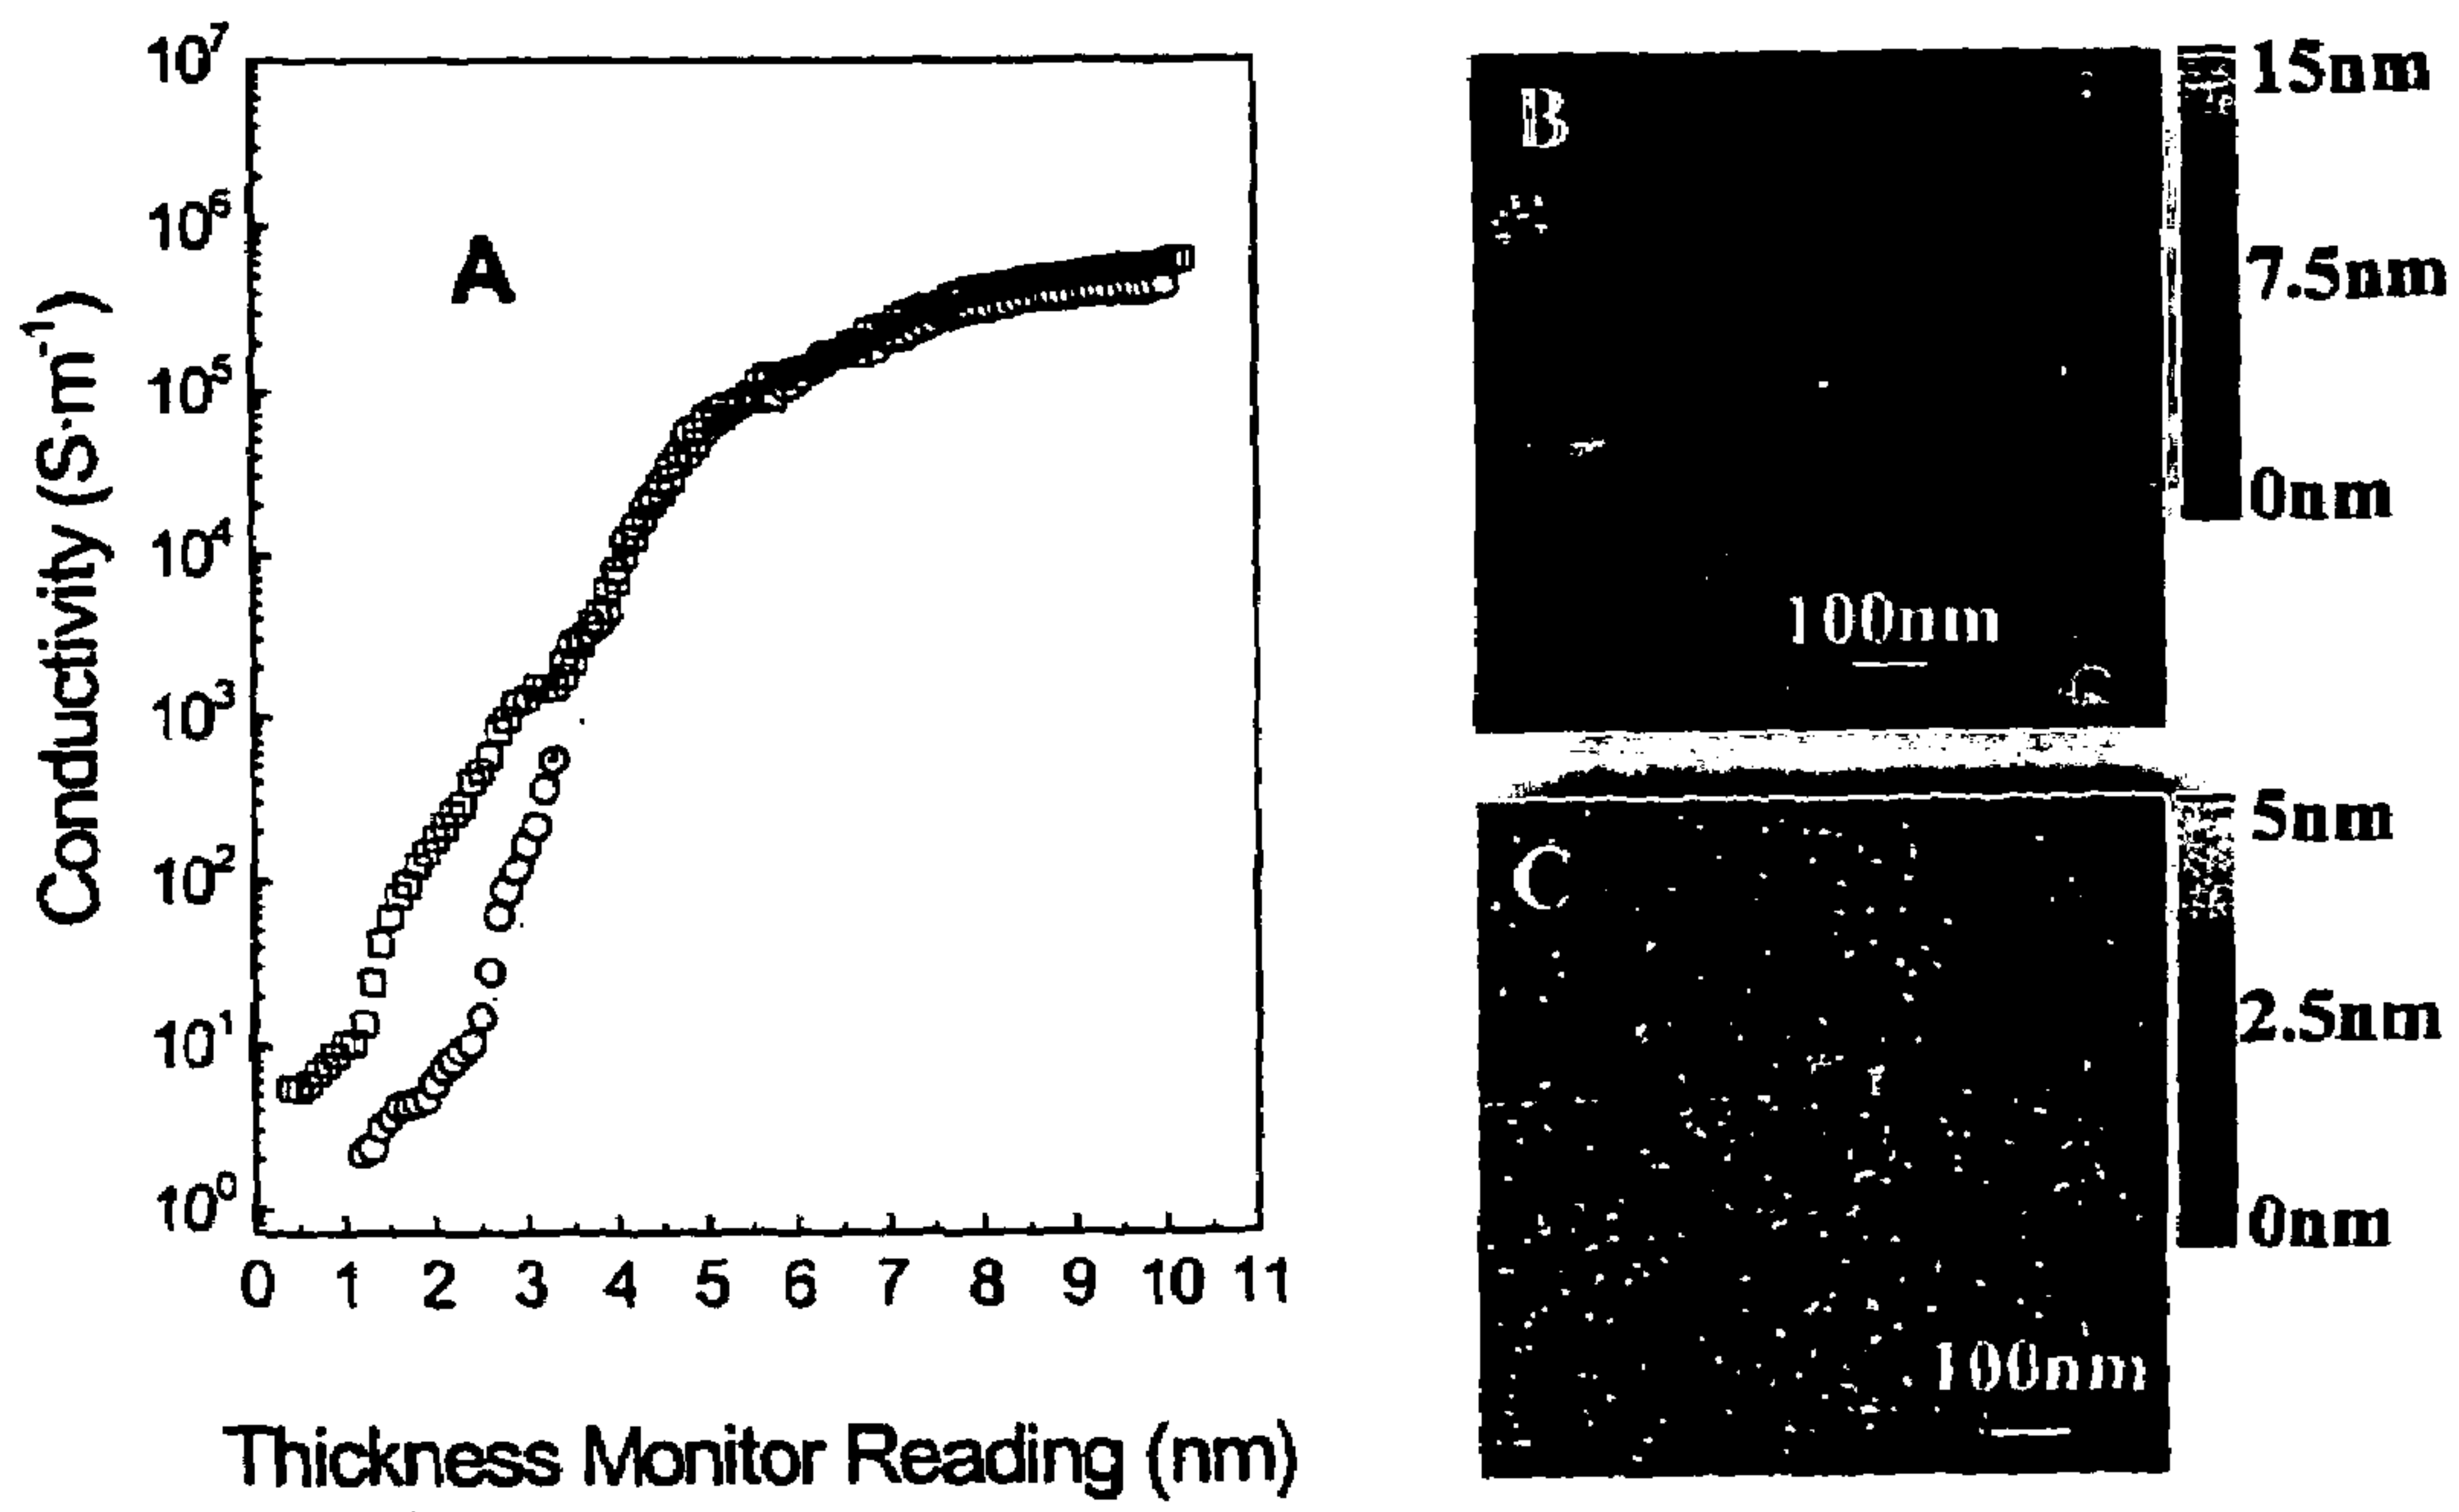 10⁷
10⁶
10⁵
10⁴
10³
10²
10¹
10⁰
Conductivity (S·m⁻¹)
A
0 1 2 3 4 5 6 7 8 9 10 11
Thickness Monitor Reading (nm)
B
100nm
15nm
7.5nm
0nm
C
100nm
5nm
2.5nm
0nm